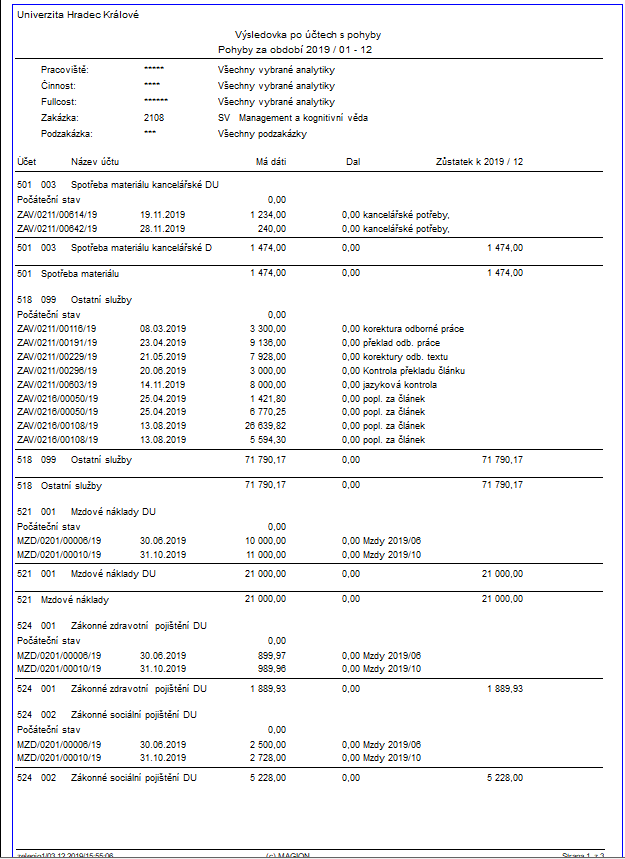 Univerzita Hradec Králové
Výsledovka po účtech s pohyby
Pohyby za období 2019 / 01 - 12
Pracoviště: ***** Všechny vybrané analytiky
Činnost: **** Všechny vybrané analytiky
Fullcost: ****** Všechny vybrané analytiky
Zakázka: 2108 SV Management a kognitivní věda
Podzakázka: *** Všechny podzakázky
Účet Název účtu Má dáti Dal Zůstatek k 2019 / 12
501 003 Spotřeba materiálu kancelářské DU
Počáteční stav 0,00
ZAV/0211/00614/19 19.11.2019 1 234,00 0,00 kancelářské potřeby,
ZAV/0211/00642/19 28.11.2019 240,00 0,00 kancelářské potřeby,
501 003 Spotřeba materiálu kancelářské D 1 474,00 0,00 1 474,00
501 Spotřeba materiálu 1 474,00 0,00 1 474,00
518 099 Ostatní služby
Počáteční stav 0,00
ZAV/0211/00116/19 08.03.2019 3 300,00 0,00 korektura odborné práce
ZAV/0211/00191/19 23.04.2019 9 136,00 0,00 překlad odb. práce
ZAV/0211/00229/19 21.05.2019 7 928,00 0,00 korektury odb. textu
ZAV/0211/00296/19 20.06.2019 3 000,00 0,00 Kontrola překladu článku
ZAV/0211/00603/19 14.11.2019 8 000,00 0,00 jazyková kontrola
ZAV/0216/00050/19 25.04.2019 1 421,80 0,00 popl. za článek
ZAV/0216/00050/19 25.04.2019 6 770,25 0,00 popl. za článek
ZAV/0216/00108/19 13.08.2019 26 639,82 0,00 popl. za článek
ZAV/0216/00108/19 13.08.2019 5 594,30 0,00 popl. za článek
518 099 Ostatní služby 71 790,17 0,00 71 790,17
518 Ostatní služby 71 790,17 0,00 71 790,17
521 001 Mzdové náklady DU
Počáteční stav 0,00
MZD/0201/00006/19 30.06.2019 10 000,00 0,00 Mzdy 2019/06
MZD/0201/00010/19 31.10.2019 11 000,00 0,00 Mzdy 2019/10
521 001 Mzdové náklady DU 21 000,00 0,00 21 000,00
521 Mzdové náklady 21 000,00 0,00 21 000,00
524 001 Zákonné zdravotní pojištění DU
Počáteční stav 0,00
MZD/0201/00006/19 30.06.2019 899,97 0,00 Mzdy 2019/06
MZD/0201/00010/19 31.10.2019 989,96 0,00 Mzdy 2019/10
524 001 Zákonné zdravotní pojištění DU 1 889,93 0,00 1 889,93
524 002 Zákonné sociální pojištění DU
Počáteční stav 0,00
MZD/0201/00006/19 30.06.2019 2 500,00 0,00 Mzdy 2019/06
MZD/0201/00010/19 31.10.2019 2 728,00 0,00 Mzdy 2019/10
524 002 Zákonné sociální pojištění DU 5 228,00 0,00 5 228,00
(c) MAGION Strana 1 z 3